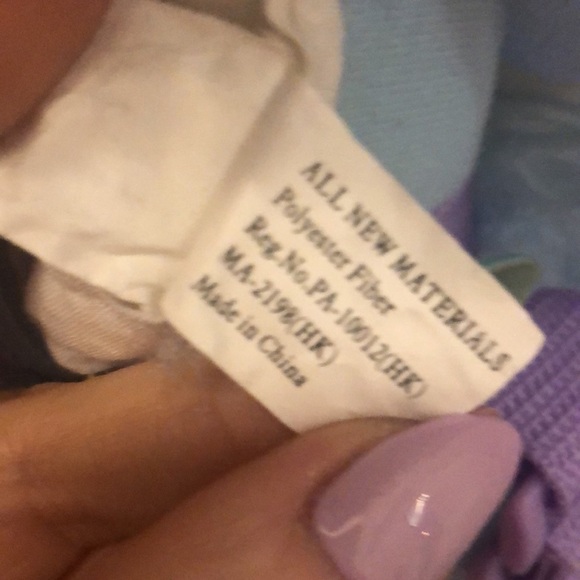 ALL NEW MATERIALS
Polyester Fiber
Reg.No.PA-10012(HK)
MA-2198(HK)
Made in China